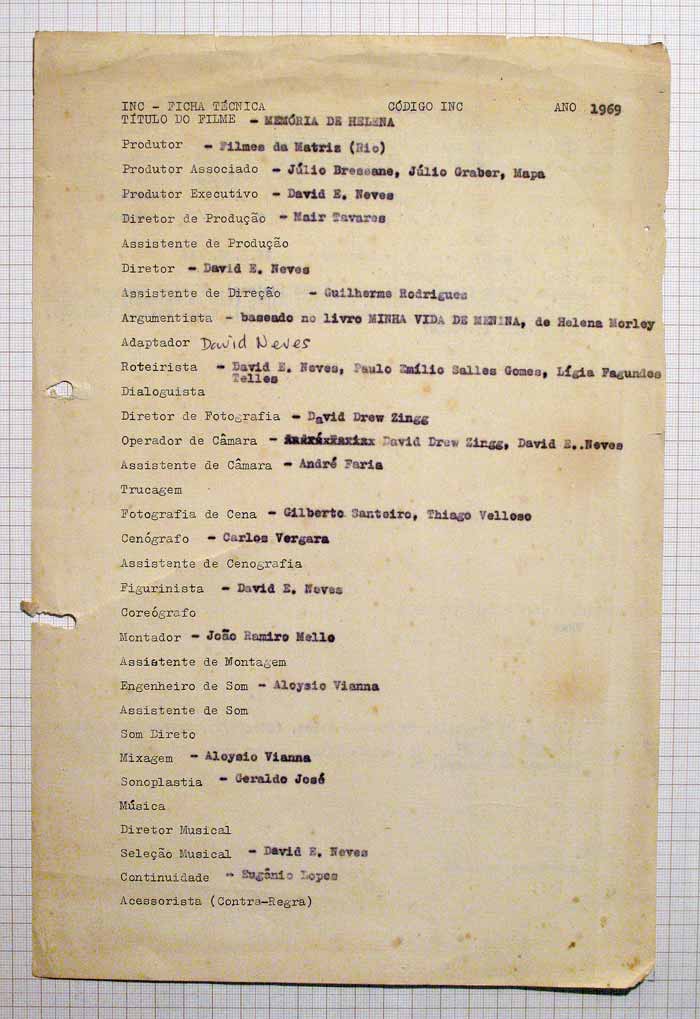 INC - FICHA TÉCNICA CÓDIGO INC ANO 1969
TÍTULO DO FILME - MEMÓRIA DE HELENA
Produtor - Filmes da Matriz (Rio)
Produtor Associado - Júlio Bressane, Júlio Graber, Mapa
Produtor Executivo - David E. Neves
Diretor de Produção - Mair Tavares
Assistente de Produção
Diretor - David E. Neves
Assistente de Direção - Guilherme Rodrigues
Argumentista - baseado no livro MINHA VIDA DE MENINA, de Helena Morley
Adaptador David Neves
Roteirista - David E. Neves, Paulo Emílio Salles Gomes, Lígia Fagundes
Telles
Dialoguista
Diretor de Fotografia - David Drew Zingg
Operador de Câmara - David Drew Zingg, David E..Neves
Assistente de Câmara - André Faria
Trucagem
Fotografia de Cena - Gilberto Santeiro, Thiago Velloso
Cenógrafo - Carlos Vergara
Assistente de Cenografia
Figurinista - David E. Neves
Coreógrafo
Montador - João Ramiro Mello
Assistente de Montagem
Engenheiro de Som - Aloysio Vianna
Assistente de Som
Som Direto
Mixagem - Aloysio Vianna
Sonoplastia - Geraldo José
Música
Diretor Musical
Seleção Musical - David E. Neves
Continuidade - Eugênio Lopes
Acessorista (Contra-Regra)